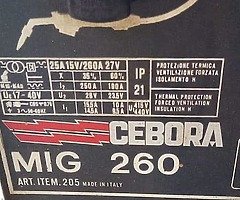 25A15V/260A 27V
X 35% 60%
I₂ 250A 190A
U₂ 28V 23.5V
IP
21
PROTEZIONE TERMICA
VENTILAZIONE FORZATA
ISOLAMENTO H
THERMAL PROTECTION
FORCED VENTILATION
INSULATION H
CEBORA
MIG 260
ART. ITEM. 205 MADE IN ITALY